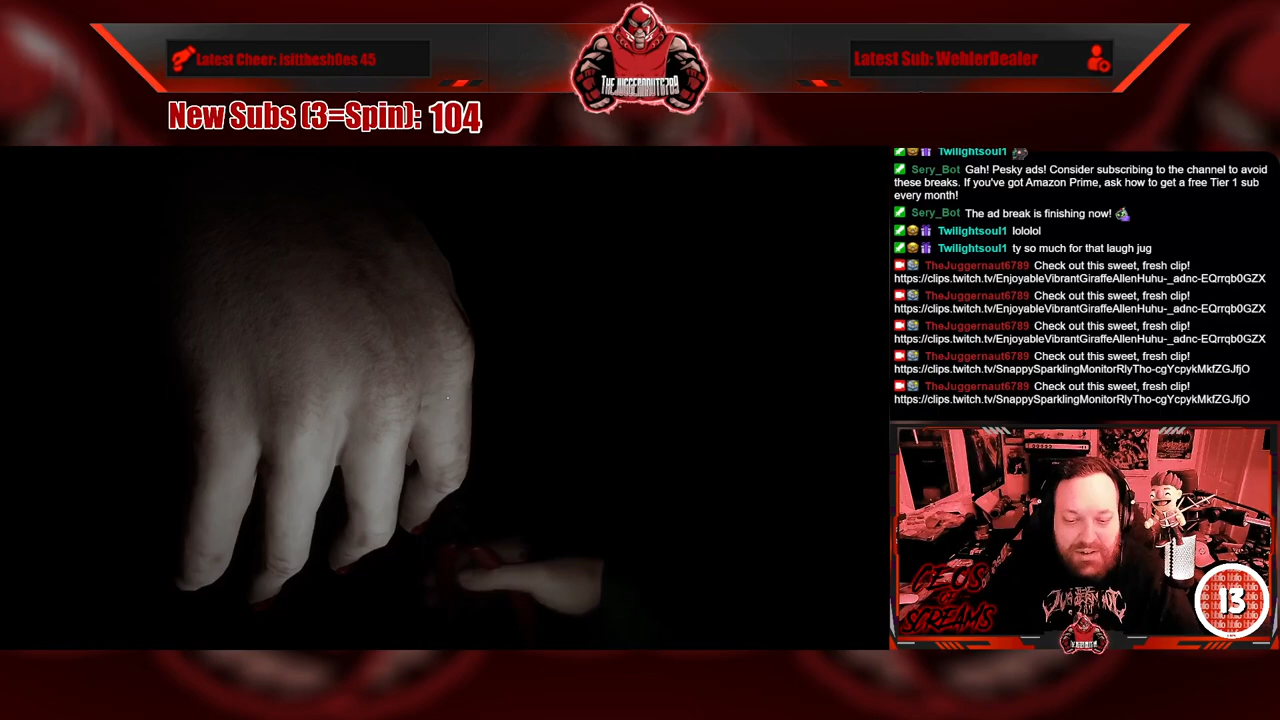 Latest Cheer: Isittheshoes 45
THEJUGGERNAUT6789
Latest Sub: WehlerDealer
New Subs (3=Spin): 104
Twilightsoul1
Sery_Bot Gah! Pesky ads! Consider subscribing to the channel to avoid
these breaks. If you've got Amazon Prime, ask how to get a free Tier 1 sub
every month!
Sery_Bot The ad break is finishing now!
Twilightsoul1 lololol
Twilightsoul1 ty so much for that laugh jug
TheJuggernaut6789 Check out this sweet, fresh clip!
https://clips.twitch.tv/EnjoyableVibrantGiraffeAllenHuhu-_adnc-EQrrqb0GZX
TheJuggernaut6789 Check out this sweet, fresh clip!
https://clips.twitch.tv/EnjoyableVibrantGiraffeAllenHuhu-_adnc-EQrrqb0GZX
TheJuggernaut6789 Check out this sweet, fresh clip!
https://clips.twitch.tv/EnjoyableVibrantGiraffeAllenHuhu-_adnc-EQrrqb0GZX
TheJuggernaut6789 Check out this sweet, fresh clip!
https://clips.twitch.tv/SnappySparklingMonitorRlyTho-cgYcpykMkfZGJfjO
TheJuggernaut6789 Check out this sweet, fresh clip!
https://clips.twitch.tv/SnappySparklingMonitorRlyTho-cgYcpykMkfZGJfjO
SCREAMS
13